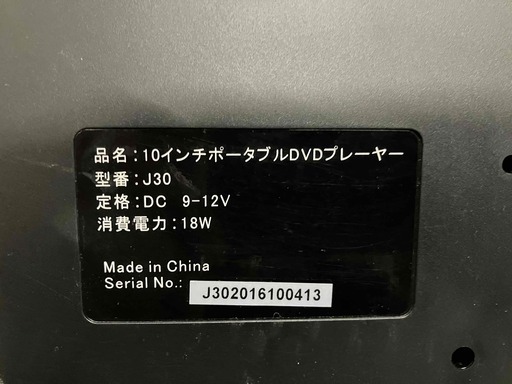 品名:10インチポータブルDVDプレーヤー
型番:J30
定格:DC 9-12V
消費電力:18W
Made in China
Serial No.: J302016100413